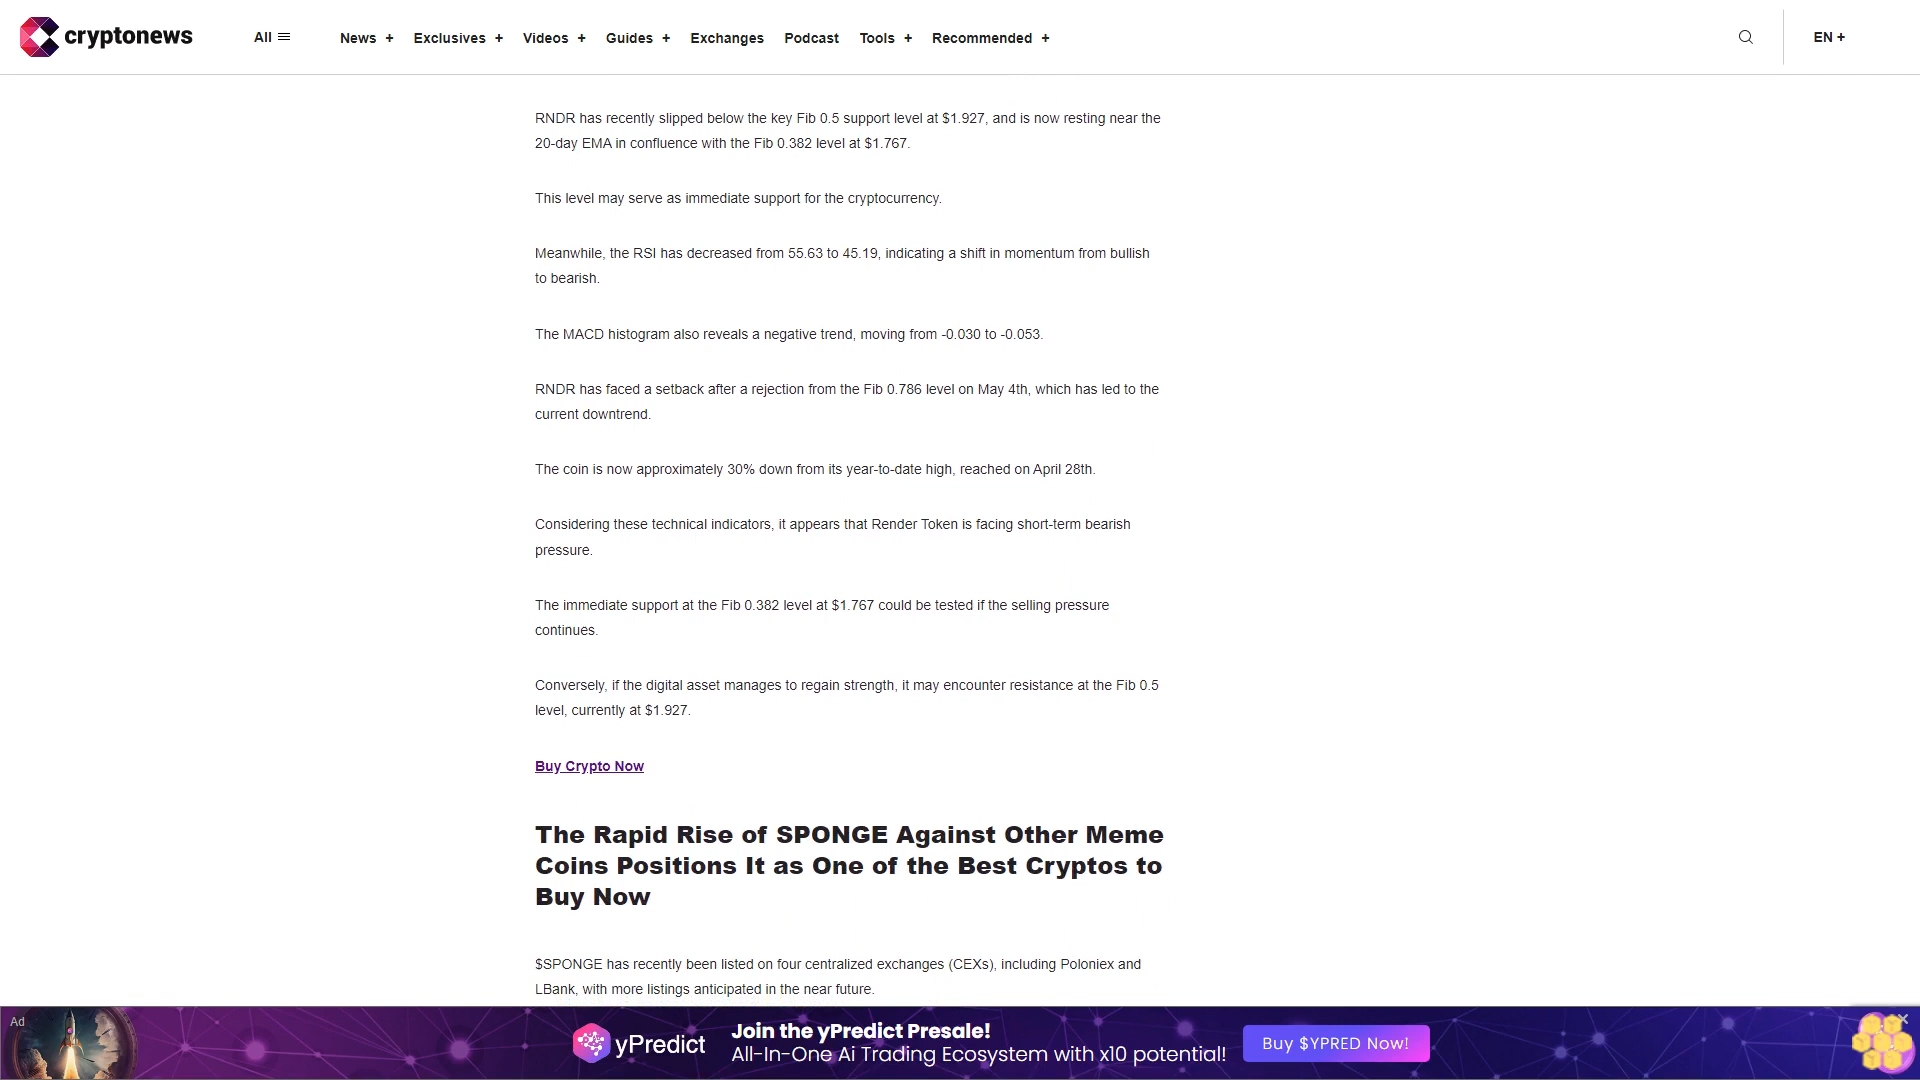 cryptonews
All
News +
Exclusives +
Videos +
Guides +
Exchanges
Podcast
Tools +
Recommended +
EN +
RNDR has recently slipped below the key Fib 0.5 support level at $1.927, and is now resting near the
20-day EMA in confluence with the Fib 0.382 level at $1.767.
This level may serve as immediate support for the cryptocurrency.
Meanwhile, the RSI has decreased from 55.63 to 45.19, indicating a shift in momentum from bullish
to bearish.
The MACD histogram also reveals a negative trend, moving from -0.030 to -0.053.
RNDR has faced a setback after a rejection from the Fib 0.786 level on May 4th, which has led to the
current downtrend.
The coin is now approximately 30% down from its year-to-date high, reached on April 28th.
Considering these technical indicators, it appears that Render Token is facing short-term bearish
pressure.
The immediate support at the Fib 0.382 level at $1.767 could be tested if the selling pressure
continues.
Conversely, if the digital asset manages to regain strength, it may encounter resistance at the Fib 0.5
level, currently at $1.927.
Buy Crypto Now
The Rapid Rise of SPONGE Against Other Meme
Coins Positions It as One of the Best Cryptos to
Buy Now
$SPONGE has recently been listed on four centralized exchanges (CEXs), including Poloniex and
LBank, with more listings anticipated in the near future.
Ad
yPredict
Join the yPredict Presale!
All-In-One Ai Trading Ecosystem with x10 potential!
Buy $YPRED Now!